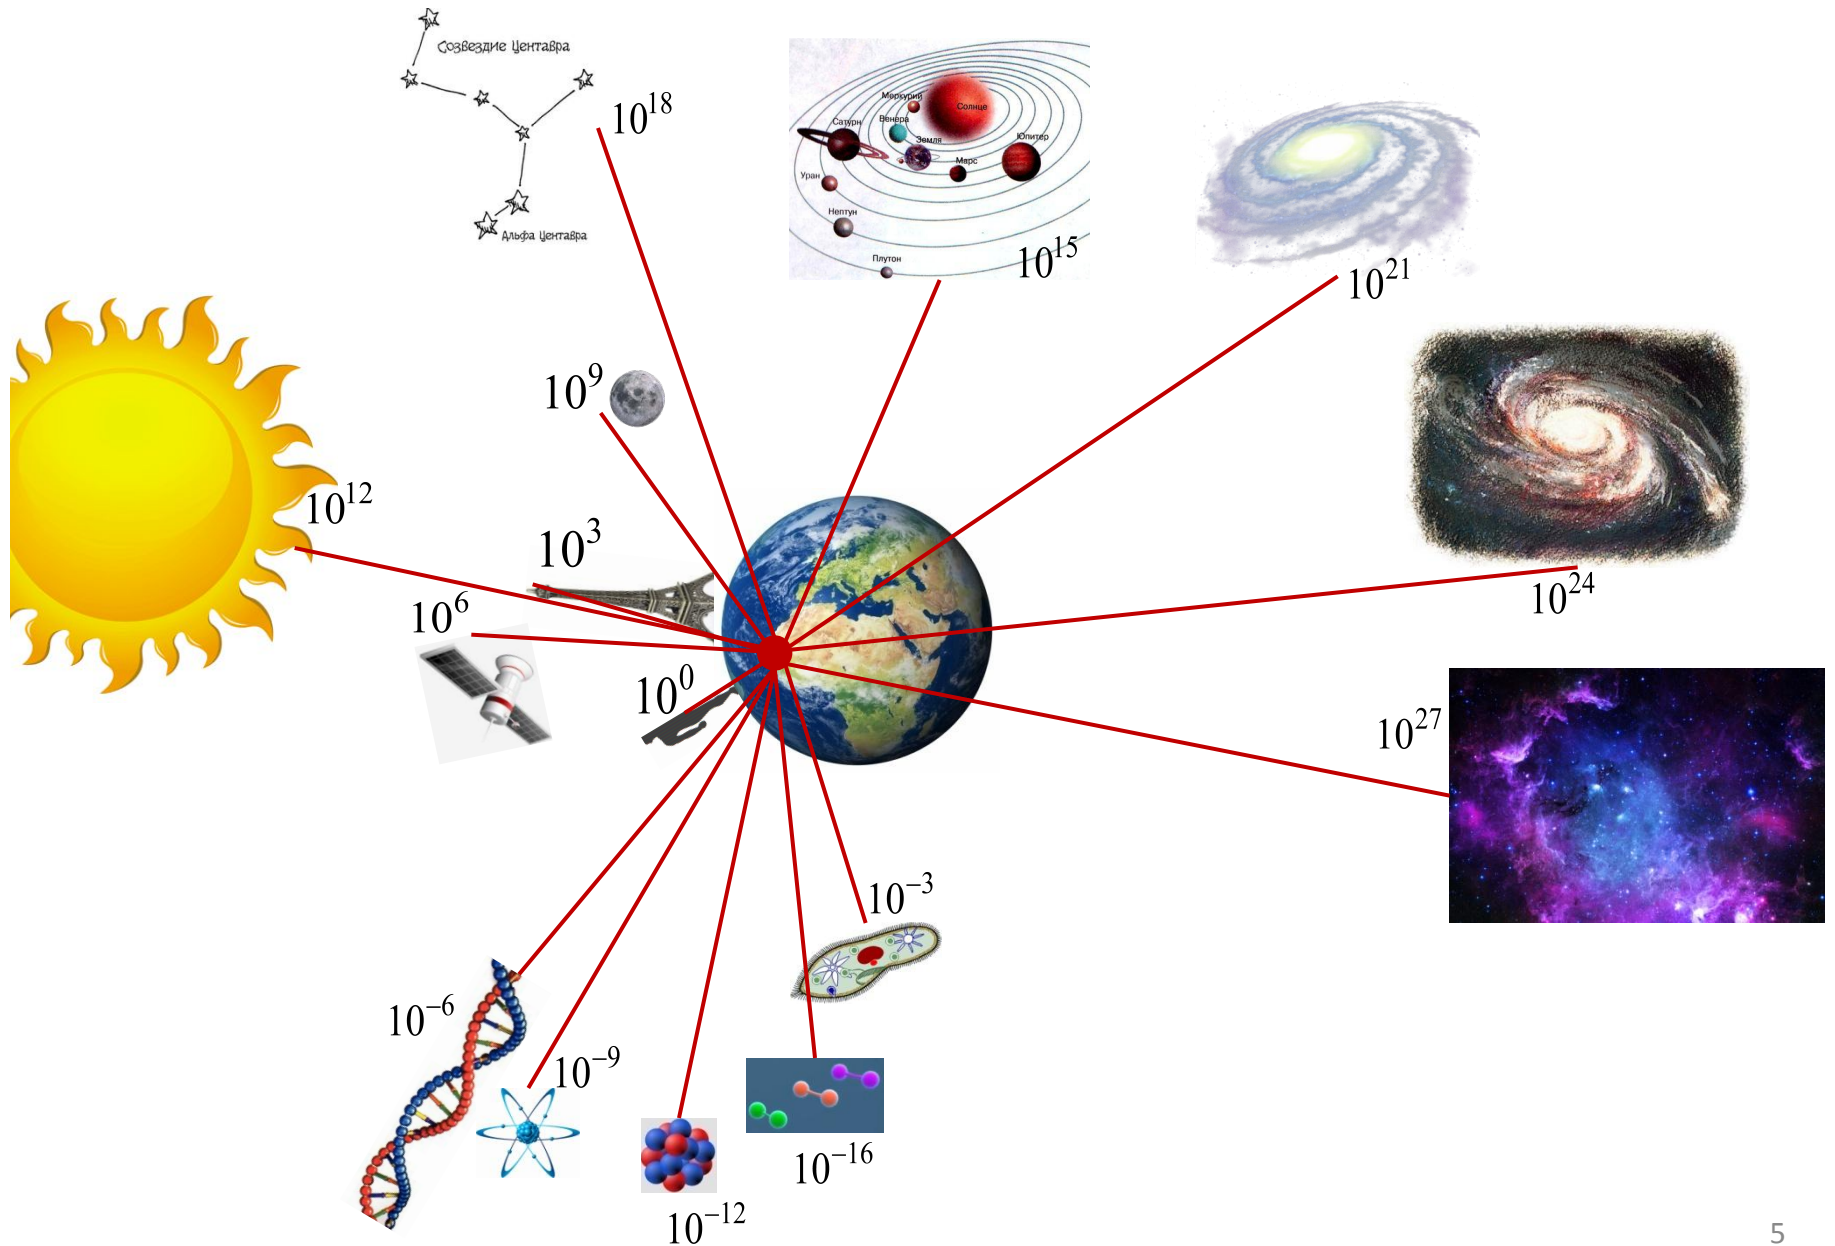 Созвездие Центавра
Альфа Центавра
10^18
Меркурий
Солнце
Сатурн
Венера
Земля
Юпитер
Марс
Уран
Нептун
Плутон
10^15
10^21
10^9
10^12
10^3
10^6
10^0
10^24
10^27
10^−3
10^−6
10^−9
10^−16
10^−12
5